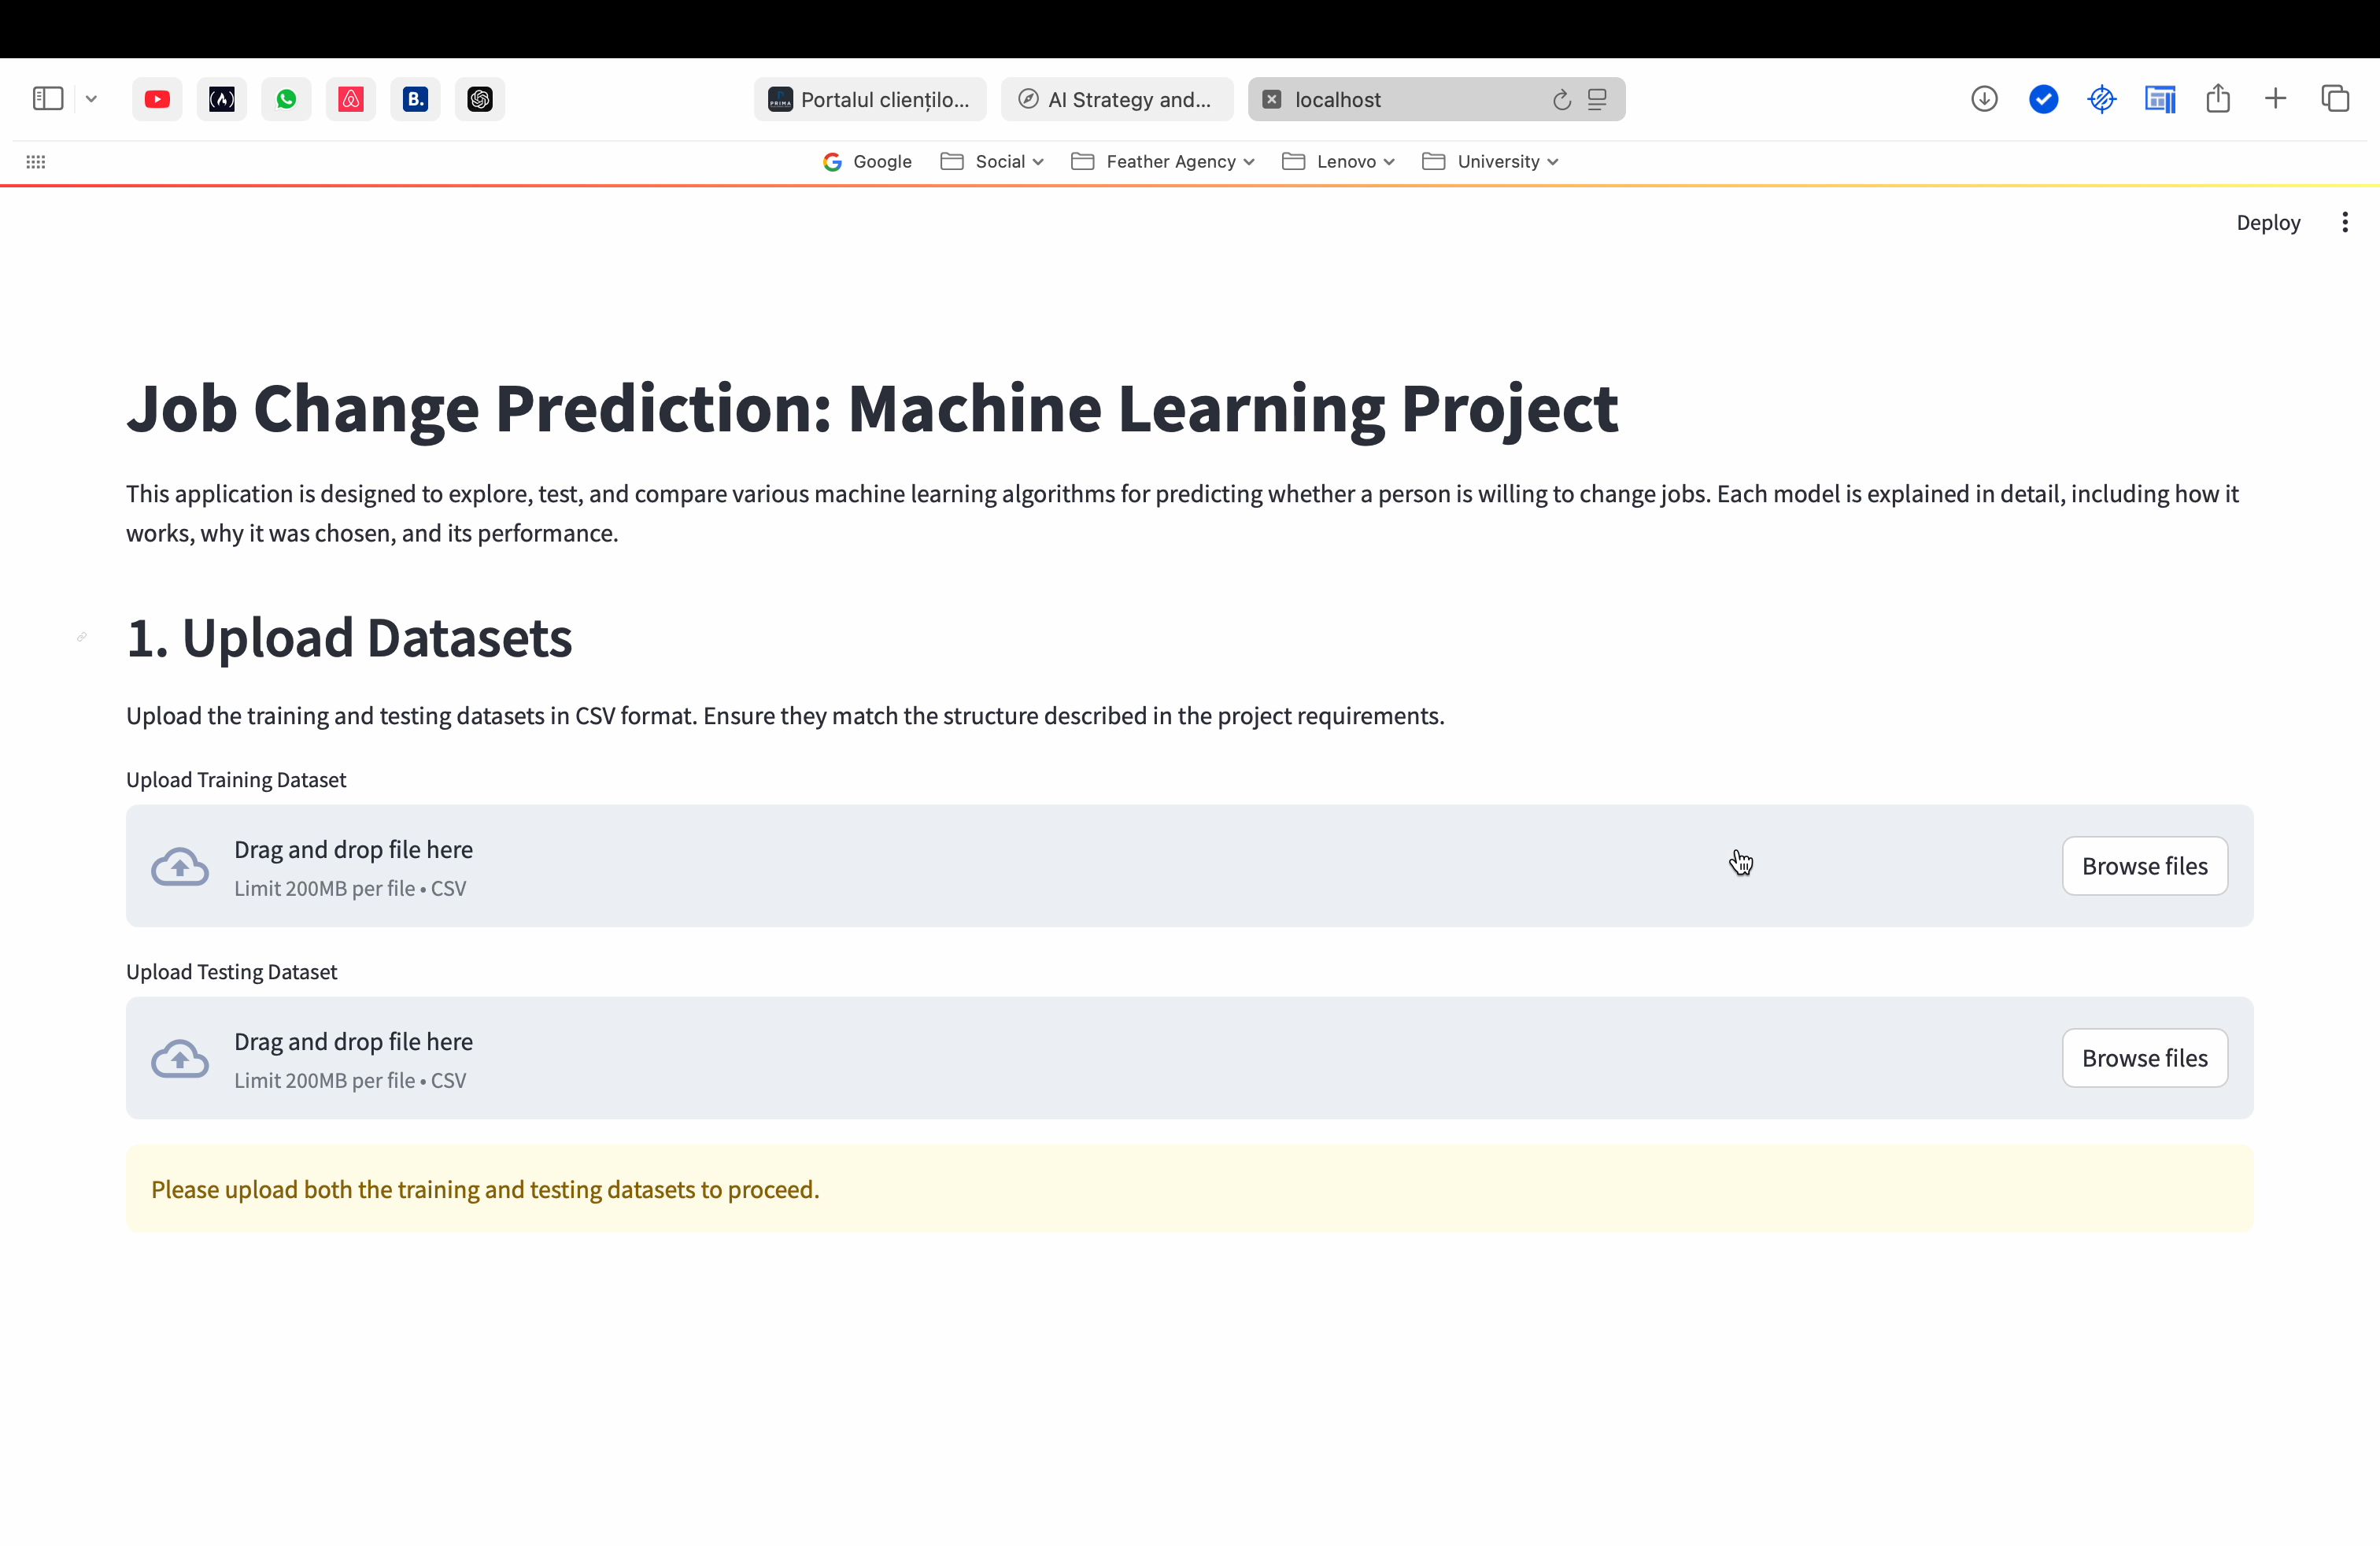 B.
PRIMA
Portalul cliențilo...
AI Strategy and...
localhost
Google
Social
Feather Agency
Lenovo
University
Deploy
Job Change Prediction: Machine Learning Project
This application is designed to explore, test, and compare various machine learning algorithms for predicting whether a person is willing to change jobs. Each model is explained in detail, including how it
works, why it was chosen, and its performance.
1. Upload Datasets
Upload the training and testing datasets in CSV format. Ensure they match the structure described in the project requirements.
Upload Training Dataset
Drag and drop file here
Limit 200MB per file • CSV
Browse files
Upload Testing Dataset
Drag and drop file here
Limit 200MB per file • CSV
Browse files
Please upload both the training and testing datasets to proceed.